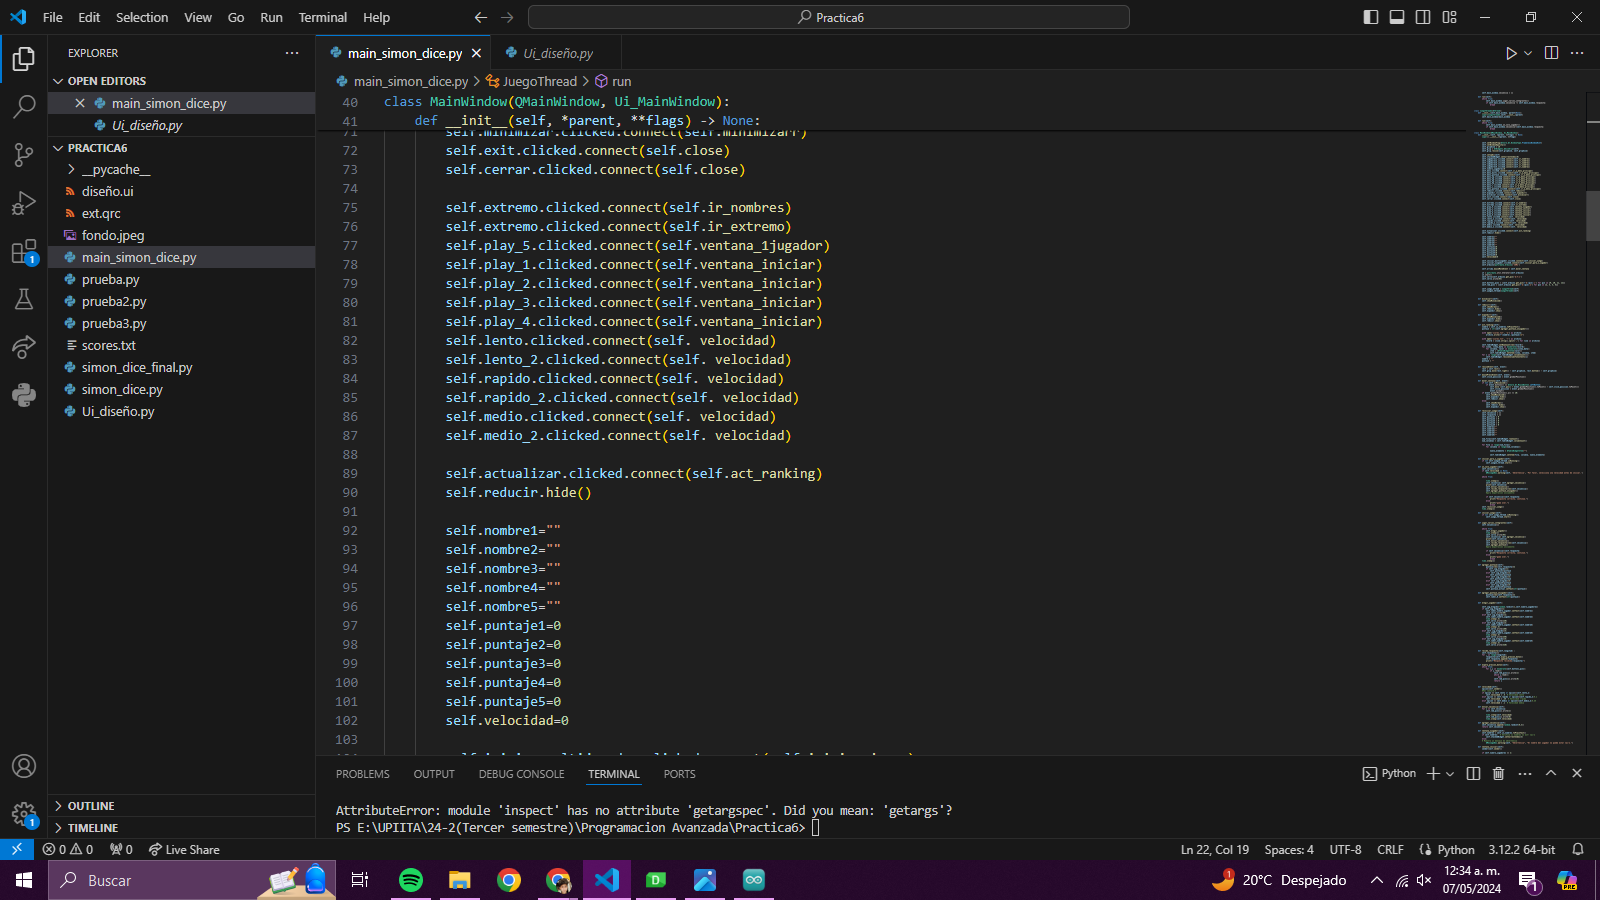 File Edit Selection View Go Run Terminal Help
Practica6
EXPLORER
OPEN EDITORS
main_simon_dice.py
Ui_diseño.py
PRACTICA6
__pycache__
diseño.ui
ext.qrc
fondo.jpeg
main_simon_dice.py
prueba.py
prueba2.py
prueba3.py
scores.txt
simon_dice_final.py
simon_dice.py
Ui_diseño.py
OUTLINE
TIMELINE
1
1
main_simon_dice.py
Ui_diseño.py
main_simon_dice.py > JuegoThread > run
40 class MainWindow(QMainWindow, Ui_MainWindow):
41 def __init__(self, *parent, **flags) -> None:
71 self.minimizar.clicked.connect(self.minimizarr)
72 self.exit.clicked.connect(self.close)
73 self.cerrar.clicked.connect(self.close)
74
75 self.extremo.clicked.connect(self.ir_nombres)
76 self.extremo.clicked.connect(self.ir_extremo)
77 self.play_5.clicked.connect(self.ventana_1jugador)
78 self.play_1.clicked.connect(self.ventana_iniciar)
79 self.play_2.clicked.connect(self.ventana_iniciar)
80 self.play_3.clicked.connect(self.ventana_iniciar)
81 self.play_4.clicked.connect(self.ventana_iniciar)
82 self.lento.clicked.connect(self. velocidad)
83 self.lento_2.clicked.connect(self. velocidad)
84 self.rapido.clicked.connect(self. velocidad)
85 self.rapido_2.clicked.connect(self. velocidad)
86 self.medio.clicked.connect(self. velocidad)
87 self.medio_2.clicked.connect(self. velocidad)
88
89 self.actualizar.clicked.connect(self.act_ranking)
90 self.reducir.hide()
91
92 self.nombre1=""
93 self.nombre2=""
94 self.nombre3=""
95 self.nombre4=""
96 self.nombre5=""
97 self.puntaje1=0
98 self.puntaje2=0
99 self.puntaje3=0
100 self.puntaje4=0
101 self.puntaje5=0
102 self.velocidad=0
103
PROBLEMS OUTPUT DEBUG CONSOLE TERMINAL PORTS
Python
AttributeError: module 'inspect' has no attribute 'getargspec'. Did you mean: 'getargs'?
PS E:\UPIITA\24-2(Tercer semestre)\Programacion Avanzada\Practica6>
0 0 0 Live Share
Ln 22, Col 19 Spaces: 4 UTF-8 CRLF Python 3.12.2 64-bit
Buscar
1 20°C Despejado
12:34 a. m.
07/05/2024
1
PRE